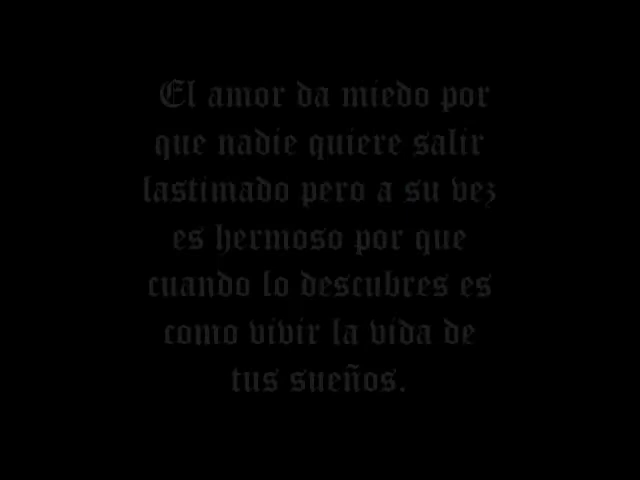 El amor da miedo por
que nadie quiere salir
lastimado pero a su vez
es hermoso por que
cuando lo descubres es
como vivir la vida de
tus sueños.